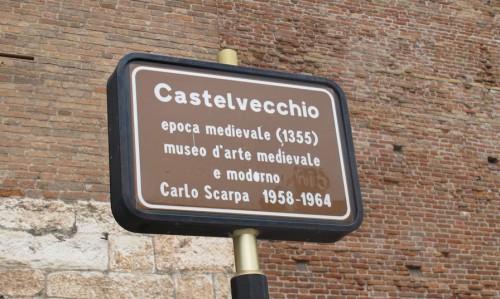 Castelvecchio
epoca medievale (1355)
museo d'arte medievale
e moderno
Carlo Scarpa 1958-1964